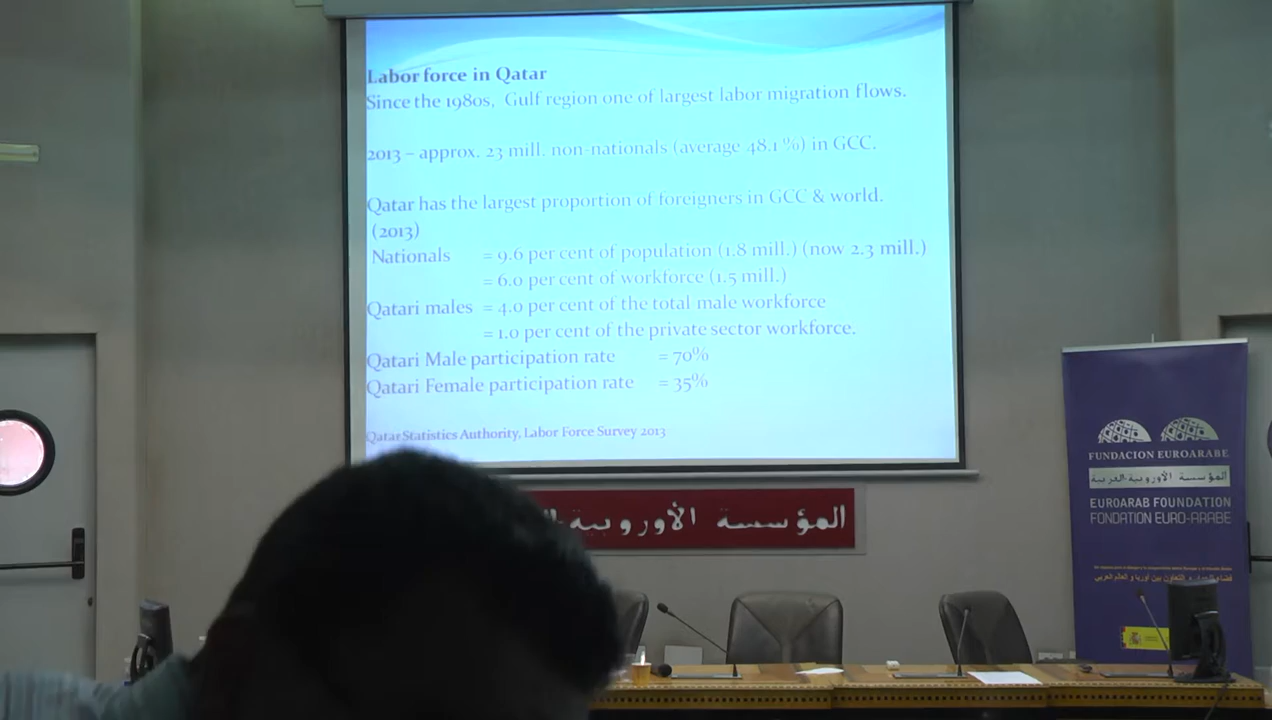 Labor force in Qatar
Since the 1980s, Gulf region one of largest labor migration flows.
2013 – approx. 23 mill. non-nationals (average 48.1 %) in GCC.
Qatar has the largest proportion of foreigners in GCC & world.
(2013)
Nationals = 9.6 per cent of population (1.8 mill.) (now 2.3 mill.)
= 6.0 per cent of workforce (1.5 mill.)
Qatari males = 4.0 per cent of the total male workforce
= 1.0 per cent of the private sector workforce.
Qatari Male participation rate = 70%
Qatari Female participation rate = 35%
Qatar Statistics Authority, Labor Force Survey 2013
المؤسسة الأوروبية
FUNDACION EUROARABE
المؤسسة الأوروبية-العربية
EUROARAB FOUNDATION
FONDATION EURO-ARABE